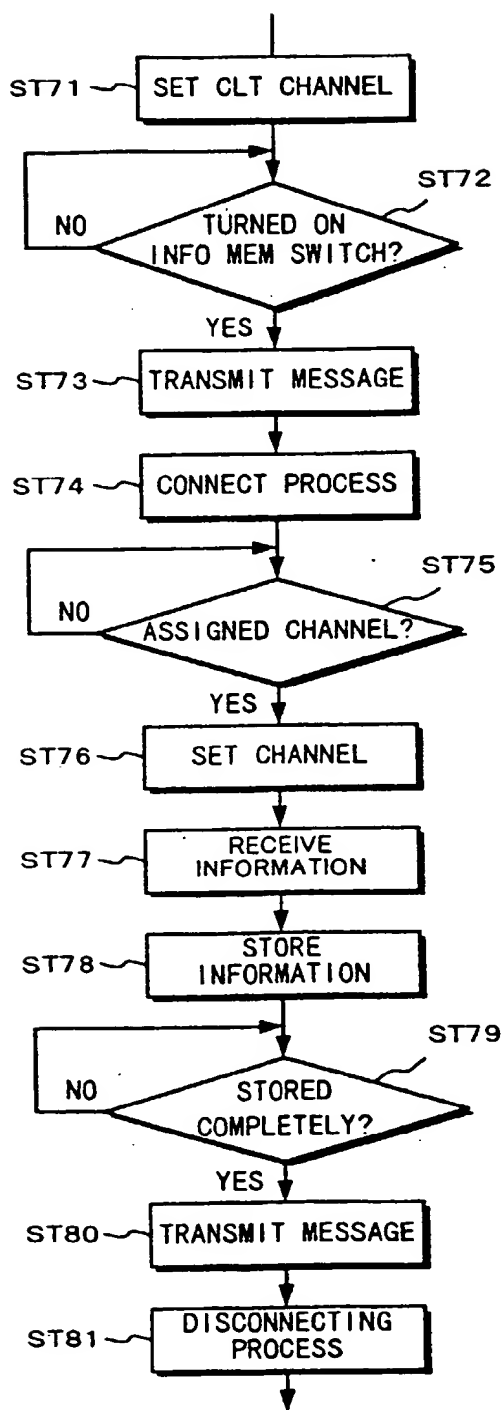 ST71
SET CLT CHANNEL
ST72
NO
TURNED ON
INFO MEM SWITCH?
YES
ST73
TRANSMIT MESSAGE
ST74
CONNECT PROCESS
ST75
NO
ASSIGNED CHANNEL?
YES
ST76
SET CHANNEL
ST77
RECEIVE
INFORMATION
ST78
STORE
INFORMATION
ST79
NO
STORED
COMPLETELY?
YES
ST80
TRANSMIT MESSAGE
ST81
DISCONNECTING
PROCESS